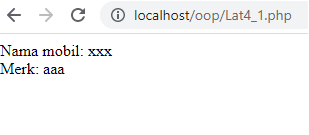 localhost/oop/Lat4_1.php
Nama mobil: xxx
Merk: aaa